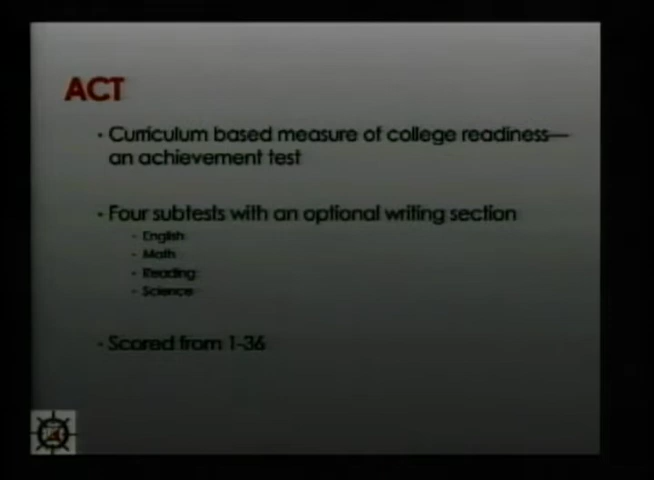 ACT
· Curriculum based measure of college readiness—
an achievement test
· Four subtests with an optional writing section
- English
- Math
- Reading
- Science
· Scored from 1-36